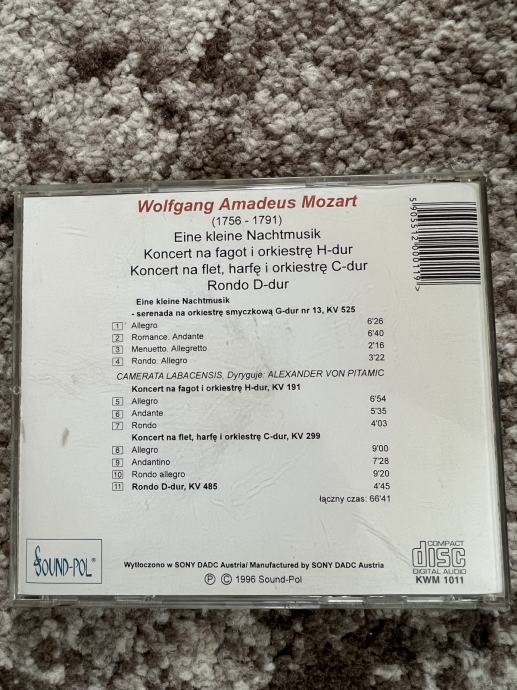 Wolfgang Amadeus Mozart
(1756 - 1791)
Eine kleine Nachtmusik
Koncert na fagot i orkiestrę H-dur
Koncert na flet, harfę i orkiestrę C-dur
Rondo D-dur
5905512000119>
Eine kleine Nachtmusik
- serenada na orkiestrę smyczkową G-dur nr 13, KV 525
1 Allegro 6'26
2 Romance. Andante 6'40
3 Menuetto. Allegretto 2'16
4 Rondo. Allegro 3'22
CAMERATA LABACENSIS, Dyryguje: ALEXANDER VON PITAMIC
Koncert na fagot i orkiestrę H-dur, KV 191
5 Allegro 6'54
6 Andante 5'35
7 Rondo 4'03
Koncert na flet, harfę i orkiestrę C-dur, KV 299
8 Allegro 9'00
9 Andantino 7'28
10 Rondo allegro 9'20
11 Rondo D-dur, KV 485 4'45
łączny czas: 66'41
SOUND-POL®
Wytłoczono w SONY DADC Austria/ Manufactured by SONY DADC Austria
Ⓟ Ⓒ 1996 Sound-Pol
COMPACT
disc
DIGITAL AUDIO
KWM 1011